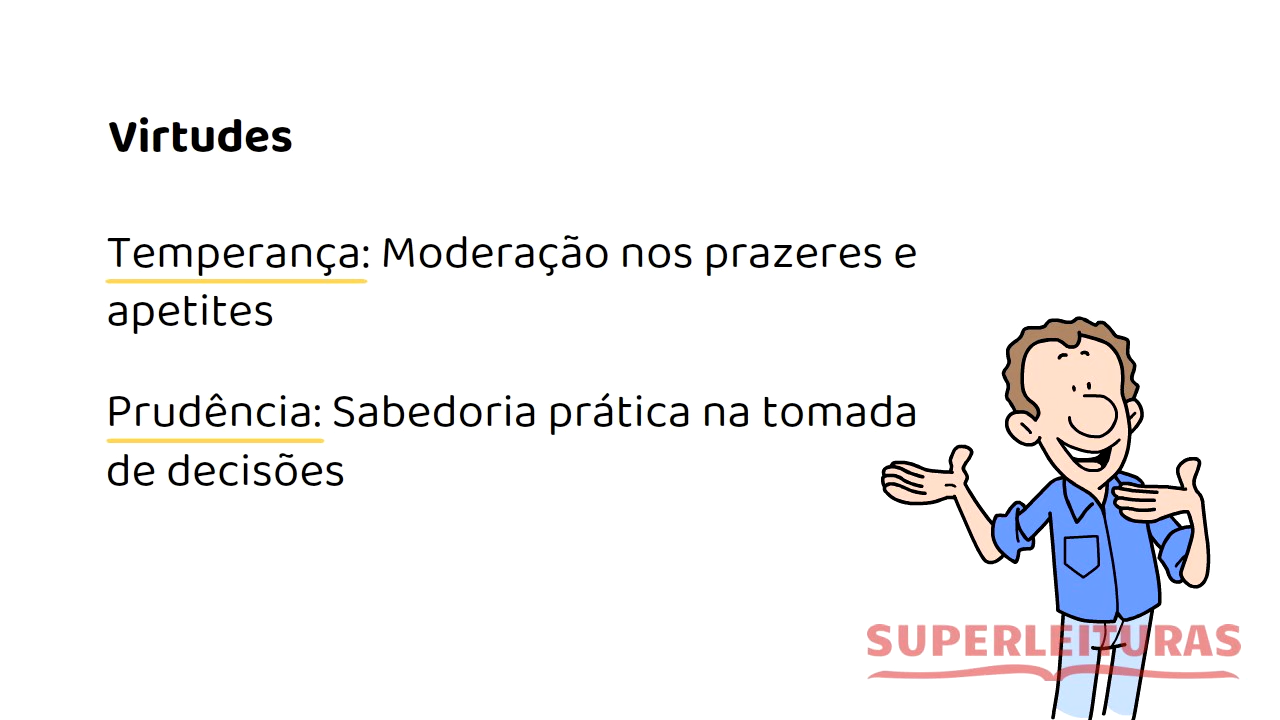 Virtudes
Temperança: Moderação nos prazeres e
apetites
Prudência: Sabedoria prática na tomada
de decisões
SUPERLEITURAS